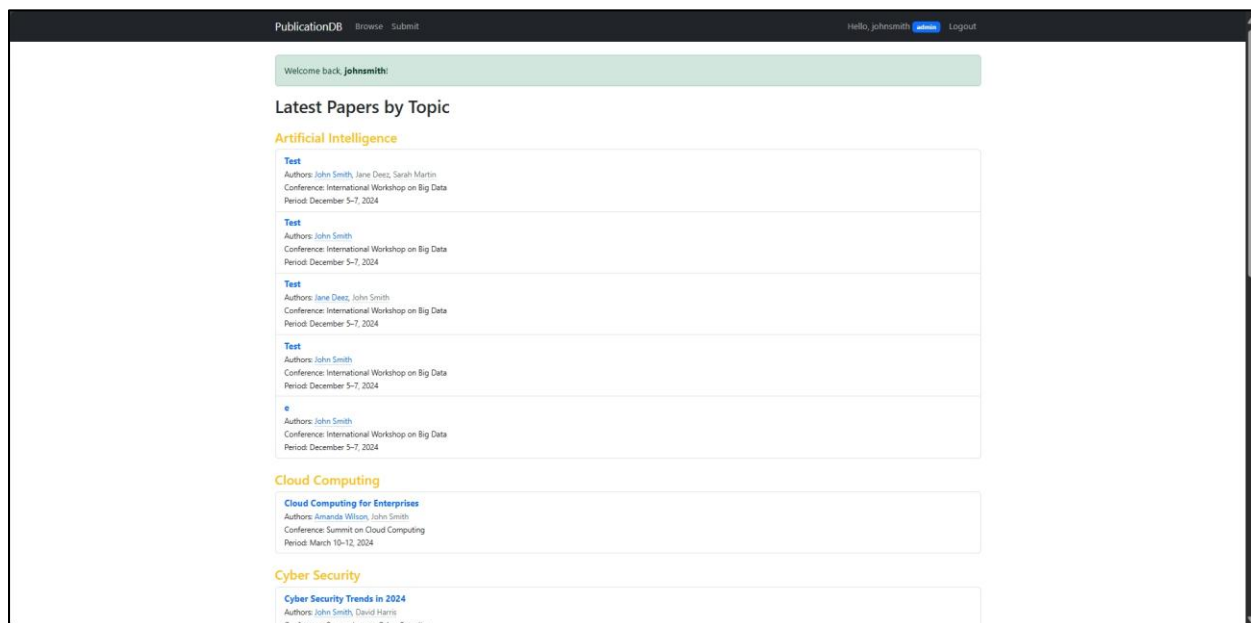 PublicationDB Browse Submit Hello, johnsmith admin Logout
Welcome back, johnsmith!
Latest Papers by Topic
Artificial Intelligence
Test
Authors: John Smith, Jane Deez, Sarah Martin
Conference: International Workshop on Big Data
Period: December 5–7, 2024
Test
Authors: John Smith
Conference: International Workshop on Big Data
Period: December 5–7, 2024
Test
Authors: Jane Deez, John Smith
Conference: International Workshop on Big Data
Period: December 5–7, 2024
Test
Authors: John Smith
Conference: International Workshop on Big Data
Period: December 5–7, 2024
e
Authors: John Smith
Conference: International Workshop on Big Data
Period: December 5–7, 2024
Cloud Computing
Cloud Computing for Enterprises
Authors: Amanda Wilson, John Smith
Conference: Summit on Cloud Computing
Period: March 10–12, 2024
Cyber Security
Cyber Security Trends in 2024
Authors: John Smith, David Harris